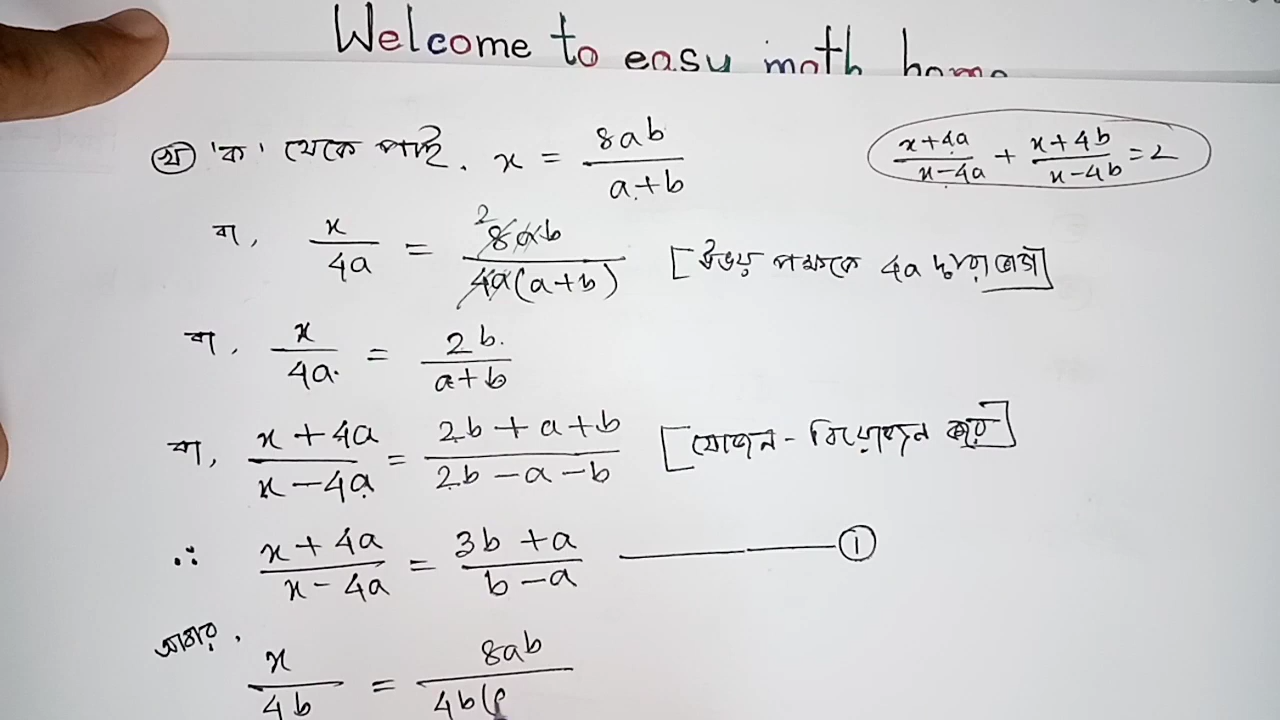 Welcome to easy math home
(খ) 'ক' থেকে পাই, x = 8ab/(a+b)
(x+4a)/(x-4a) + (x+4b)/(x-4b) = 2
বা, x/4a = 2 8ab/4a(a+b) [উভয় পক্ষকে 4a দ্বারা
বা, x/4a = 2b/(a+b)
বা, (x+4a)/(x-4a) = (2b+a+b)/(2b-a-b) [যোজন-বিয়োজন করে]
∴ (x+4a)/(x-4a) = (3b+a)/(b-a) ——— (1)
আবার,
x/4b = 8ab/4b(